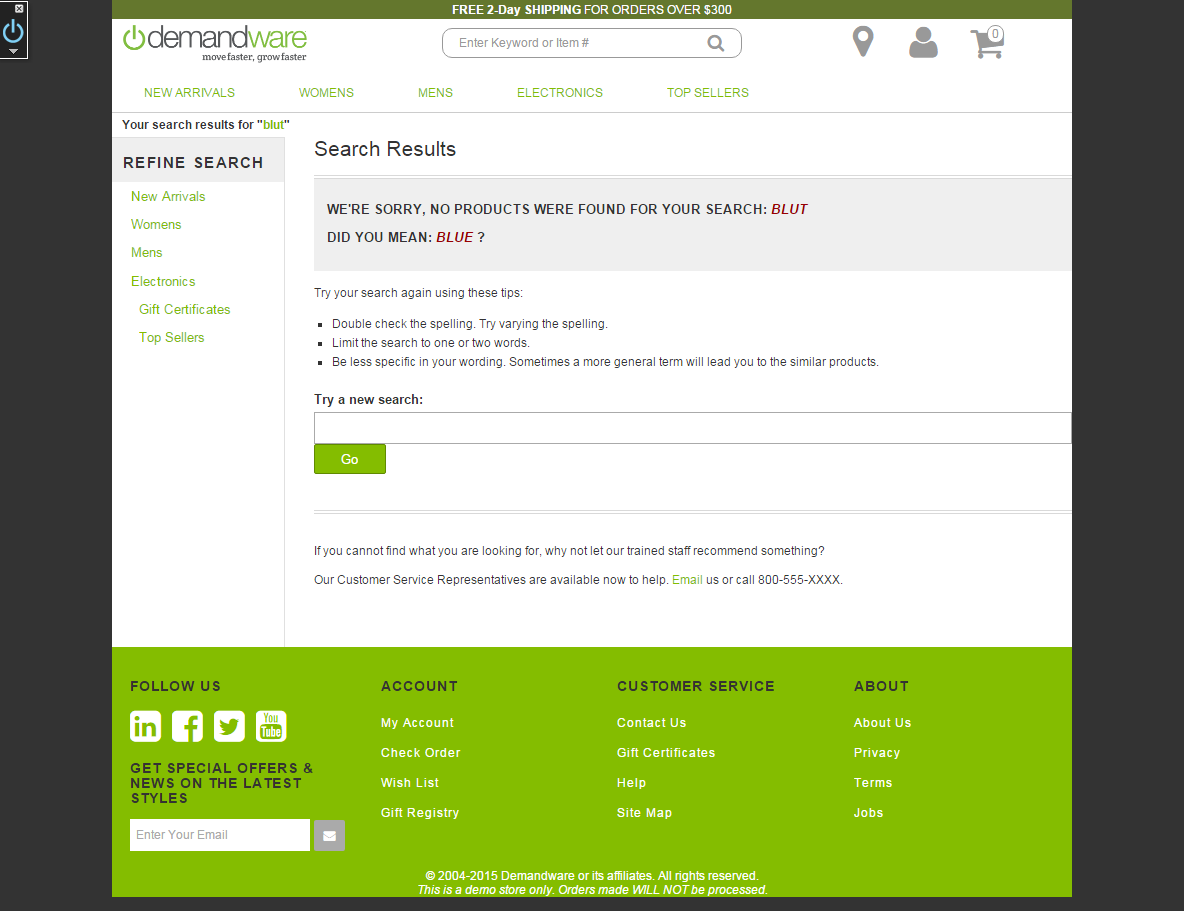 FREE 2-Day SHIPPING FOR ORDERS OVER $300
demandware
move faster, grow faster
Enter Keyword or Item #
0
NEW ARRIVALS WOMENS MENS ELECTRONICS TOP SELLERS
Your search results for "blut"
REFINE SEARCH
New Arrivals
Womens
Mens
Electronics
Gift Certificates
Top Sellers
Search Results
WE'RE SORRY, NO PRODUCTS WERE FOUND FOR YOUR SEARCH: BLUT
DID YOU MEAN: BLUE ?
Try your search again using these tips:
Double check the spelling. Try varying the spelling.
Limit the search to one or two words.
Be less specific in your wording. Sometimes a more general term will lead you to the similar products.
Try a new search:
Go
If you cannot find what you are looking for, why not let our trained staff recommend something?
Our Customer Service Representatives are available now to help. Email us or call 800-555-XXXX.
FOLLOW US
in f You Tube
GET SPECIAL OFFERS &
NEWS ON THE LATEST
STYLES
Enter Your Email
ACCOUNT
My Account
Check Order
Wish List
Gift Registry
CUSTOMER SERVICE
Contact Us
Gift Certificates
Help
Site Map
ABOUT
About Us
Privacy
Terms
Jobs
© 2004-2015 Demandware or its affiliates. All rights reserved.
This is a demo store only. Orders made WILL NOT be processed.